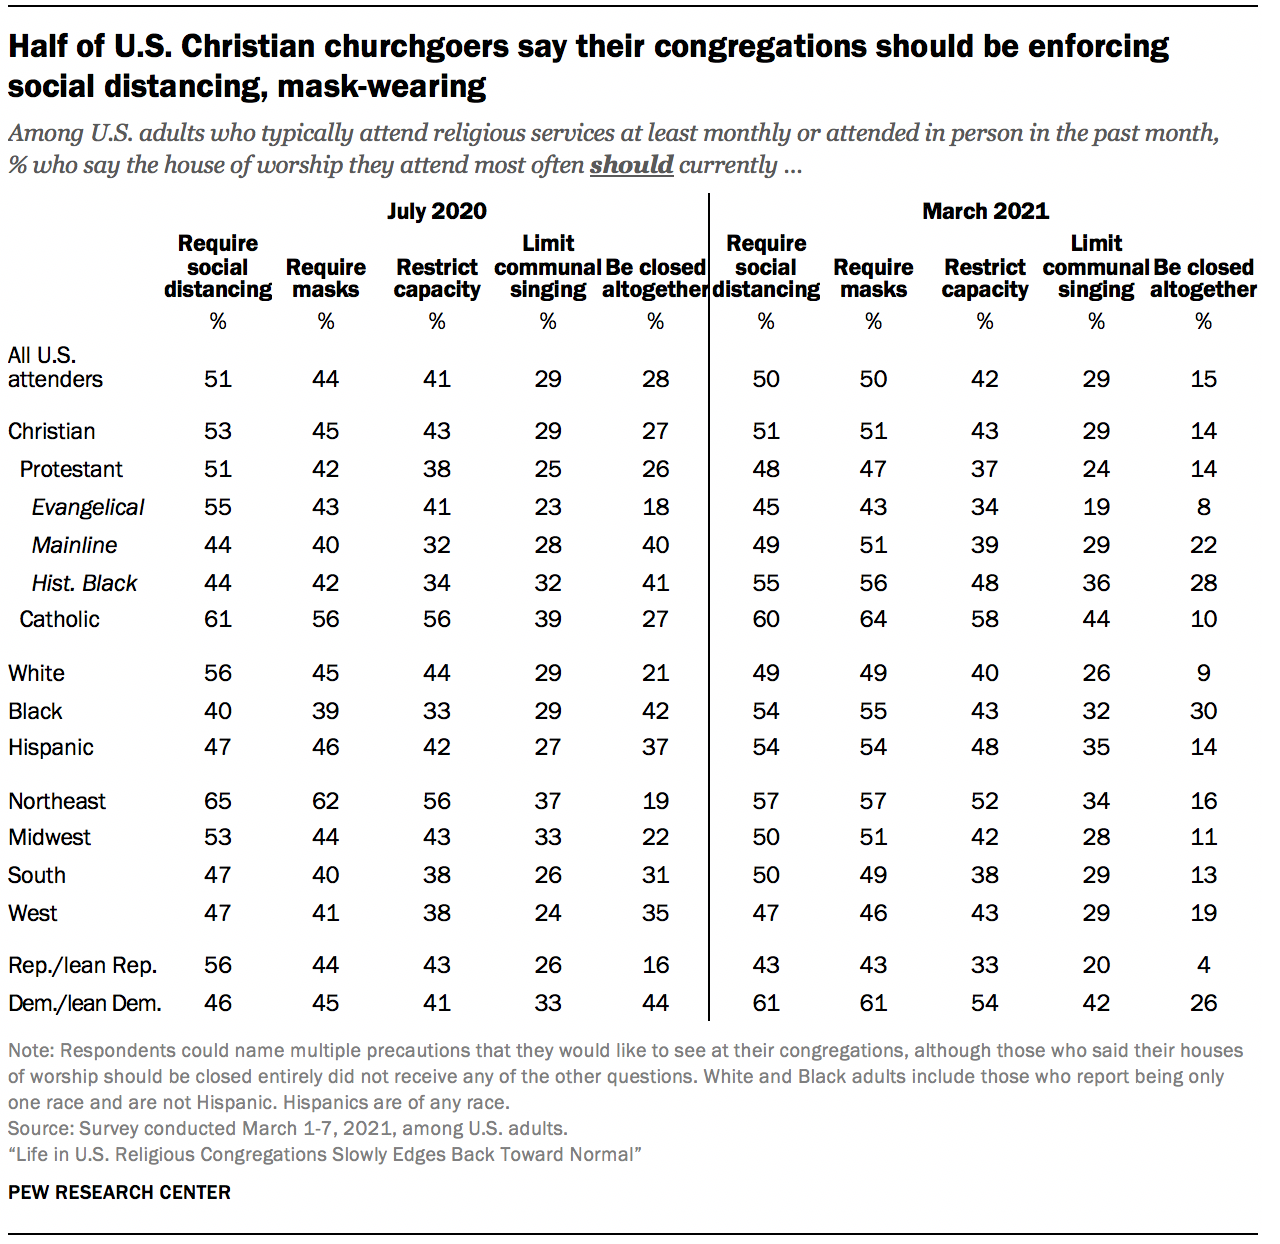 Half of U.S. Christian churchgoers say their congregations should be enforcing
social distancing, mask-wearing
Among U.S. adults who typically attend religious services at least monthly or attended in person in the past month,
% who say the house of worship they attend most often should currently ...
July 2020 March 2021
Require social distancing Require masks Restrict capacity Limit communal singing Be closed altogether Require social distancing Require masks Restrict capacity Limit communal singing Be closed altogether
% % % % % % % % % %
All U.S.
attenders 51 44 41 29 28 50 50 42 29 15
Christian 53 45 43 29 27 51 51 43 29 14
Protestant 51 42 38 25 26 48 47 37 24 14
Evangelical 55 43 41 23 18 45 43 34 19 8
Mainline 44 40 32 28 40 49 51 39 29 22
Hist. Black 44 42 34 32 41 55 56 48 36 28
Catholic 61 56 56 39 27 60 64 58 44 10
White 56 45 44 29 21 49 49 40 26 9
Black 40 39 33 29 42 54 55 43 32 30
Hispanic 47 46 42 27 37 54 54 48 35 14
Northeast 65 62 56 37 19 57 57 52 34 16
Midwest 53 44 43 33 22 50 51 42 28 11
South 47 40 38 26 31 50 49 38 29 13
West 47 41 38 24 35 47 46 43 29 19
Rep./lean Rep. 56 44 43 26 16 43 43 33 20 4
Dem./lean Dem. 46 45 41 33 44 61 61 54 42 26
Note: Respondents could name multiple precautions that they would like to see at their congregations, although those who said their houses
of worship should be closed entirely did not receive any of the other questions. White and Black adults include those who report being only
one race and are not Hispanic. Hispanics are of any race.
Source: Survey conducted March 1-7, 2021, among U.S. adults.
“Life in U.S. Religious Congregations Slowly Edges Back Toward Normal”
PEW RESEARCH CENTER